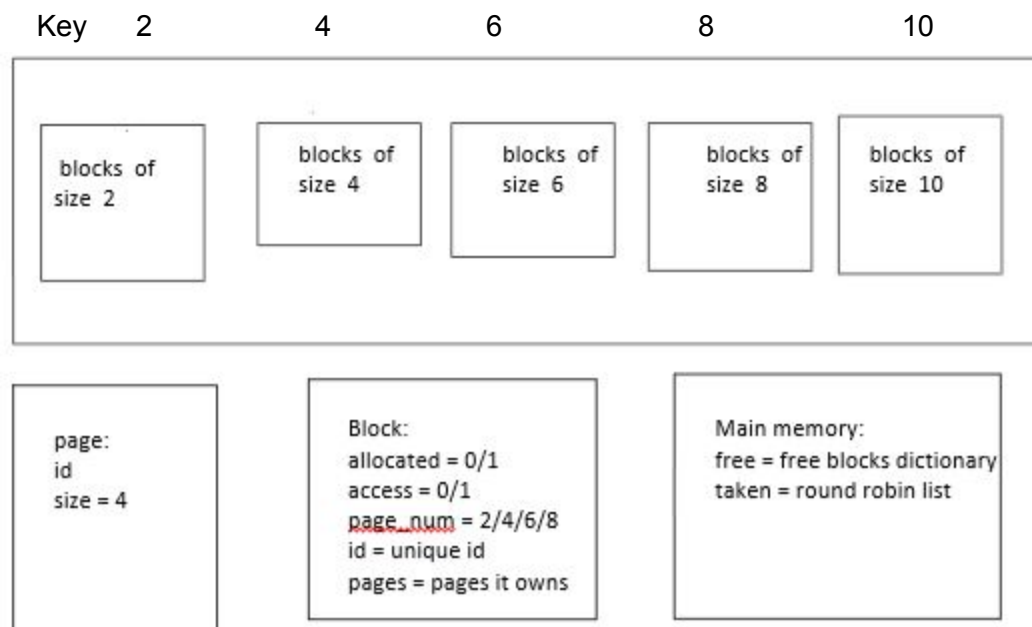 Key 2 4 6 8 10
blocks of
size 2
blocks of
size 4
blocks of
size 6
blocks of
size 8
blocks of
size 10
page:
id
size = 4
Block:
allocated = 0/1
access = 0/1
page_num = 2/4/6/8
id = unique id
pages = pages it owns
Main memory:
free = free blocks dictionary
taken = round robin list